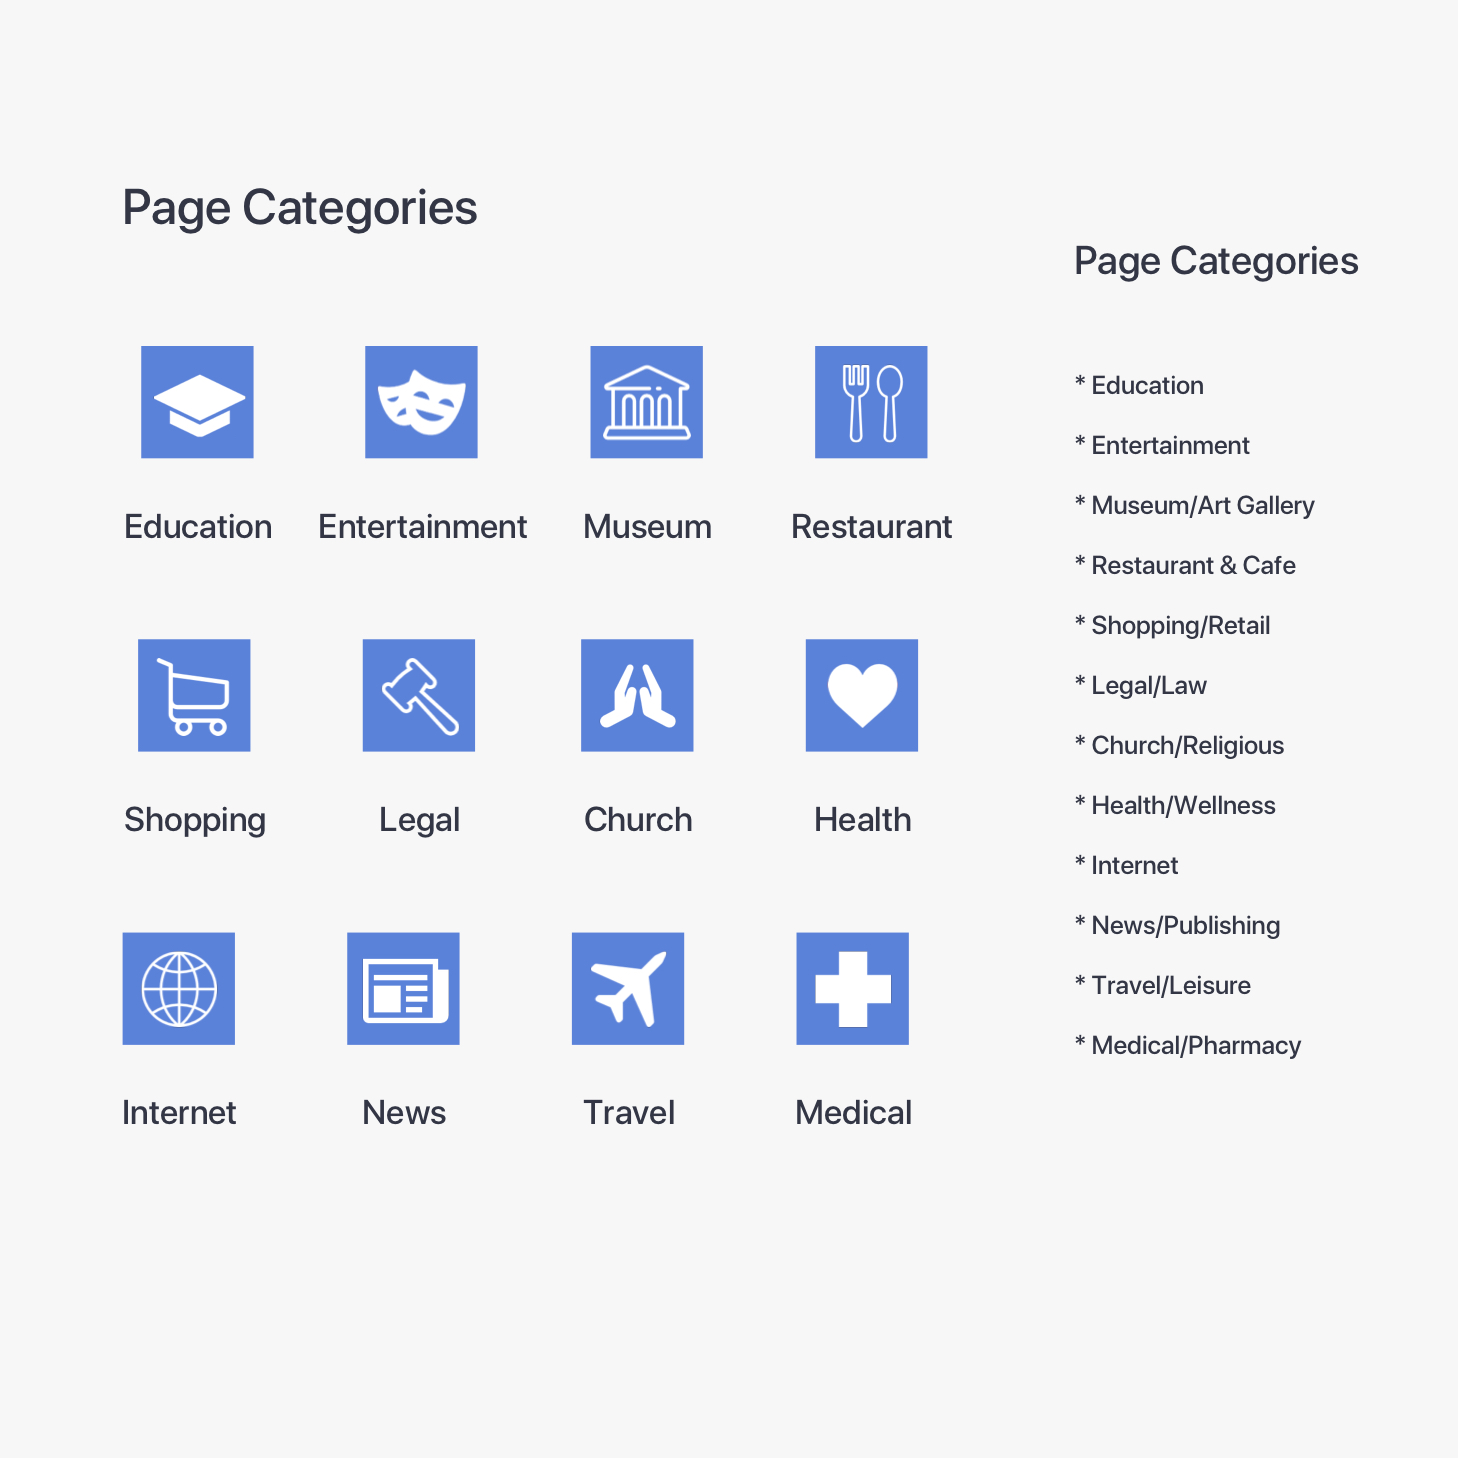 Page Categories
Education Entertainment Museum Restaurant
Shopping Legal Church Health
Internet News Travel Medical
Page Categories
* Education
* Entertainment
* Museum/Art Gallery
* Restaurant & Cafe
* Shopping/Retail
* Legal/Law
* Church/Religious
* Health/Wellness
* Internet
* News/Publishing
* Travel/Leisure
* Medical/Pharmacy